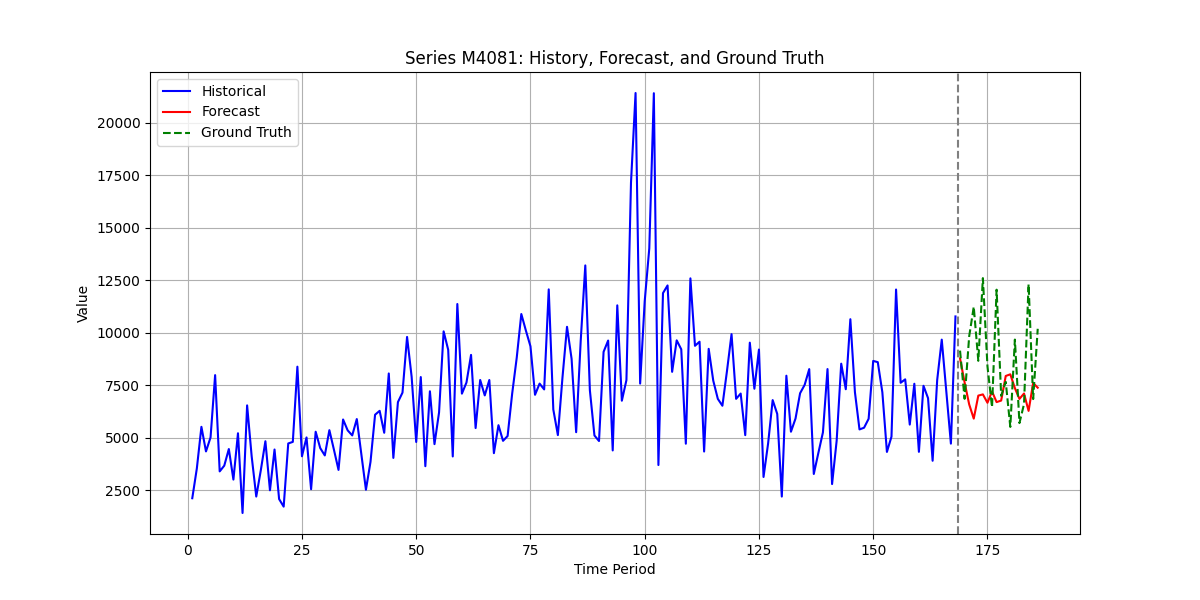 Series M4081: History, Forecast, and Ground Truth
Historical
Forecast
Ground Truth
Value
20000
17500
15000
12500
10000
7500
5000
2500
0
25
50
75
100
125
150
175
Time Period